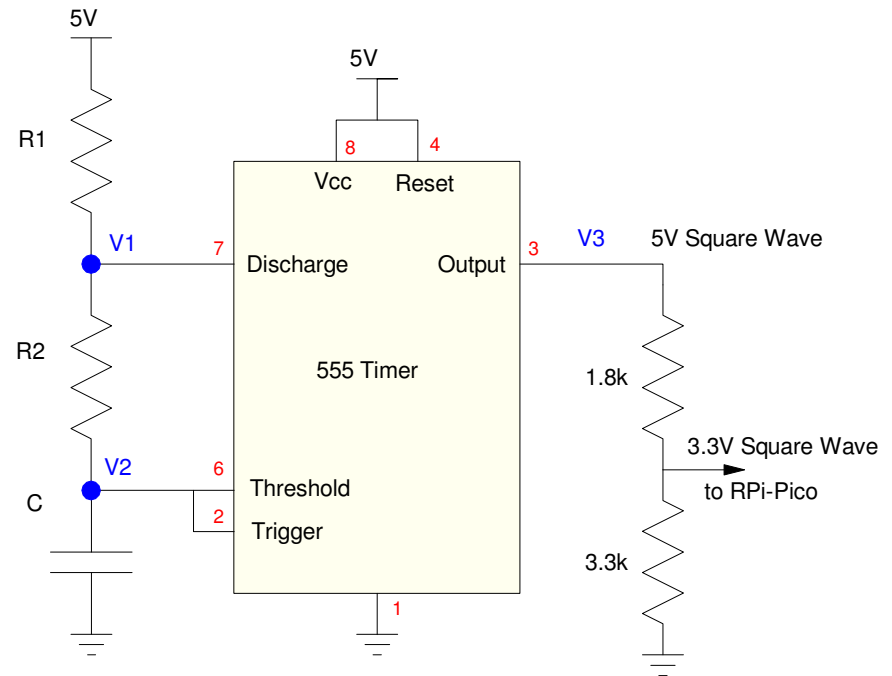 5V
5V
R1
8
4
Vcc
Reset
V1
7
Discharge
Output
3
V3
5V Square Wave
R2
555 Timer
1.8k
V2
6
Threshold
3.3V Square Wave
to RPi-Pico
C
2
Trigger
3.3k
1